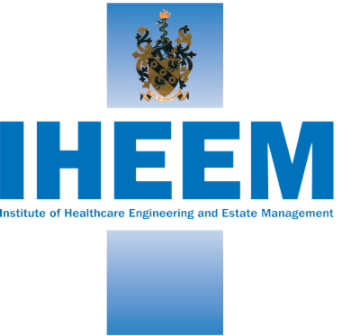 IHEEM
Institute of Healthcare Engineering and Estate Management